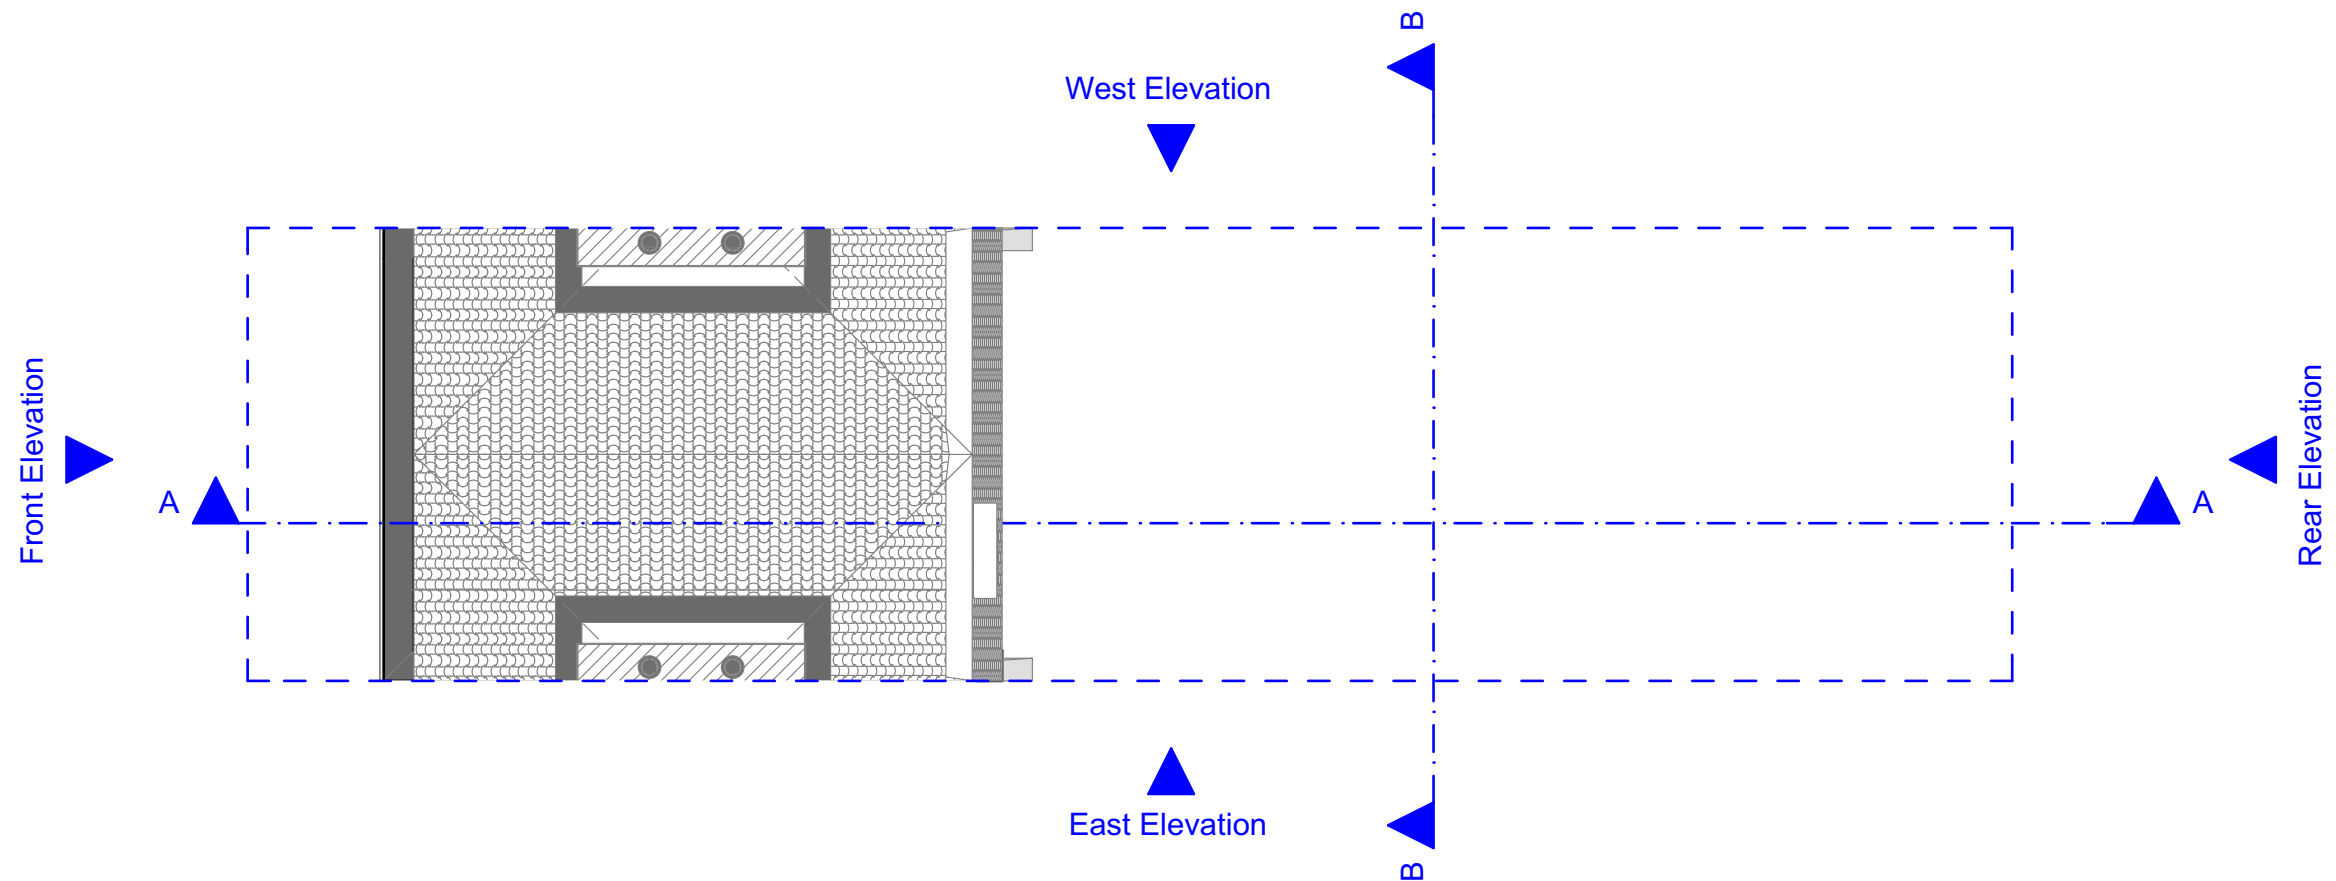 B
West Elevation
Front Elevation
A
A
Rear Elevation
East Elevation
B